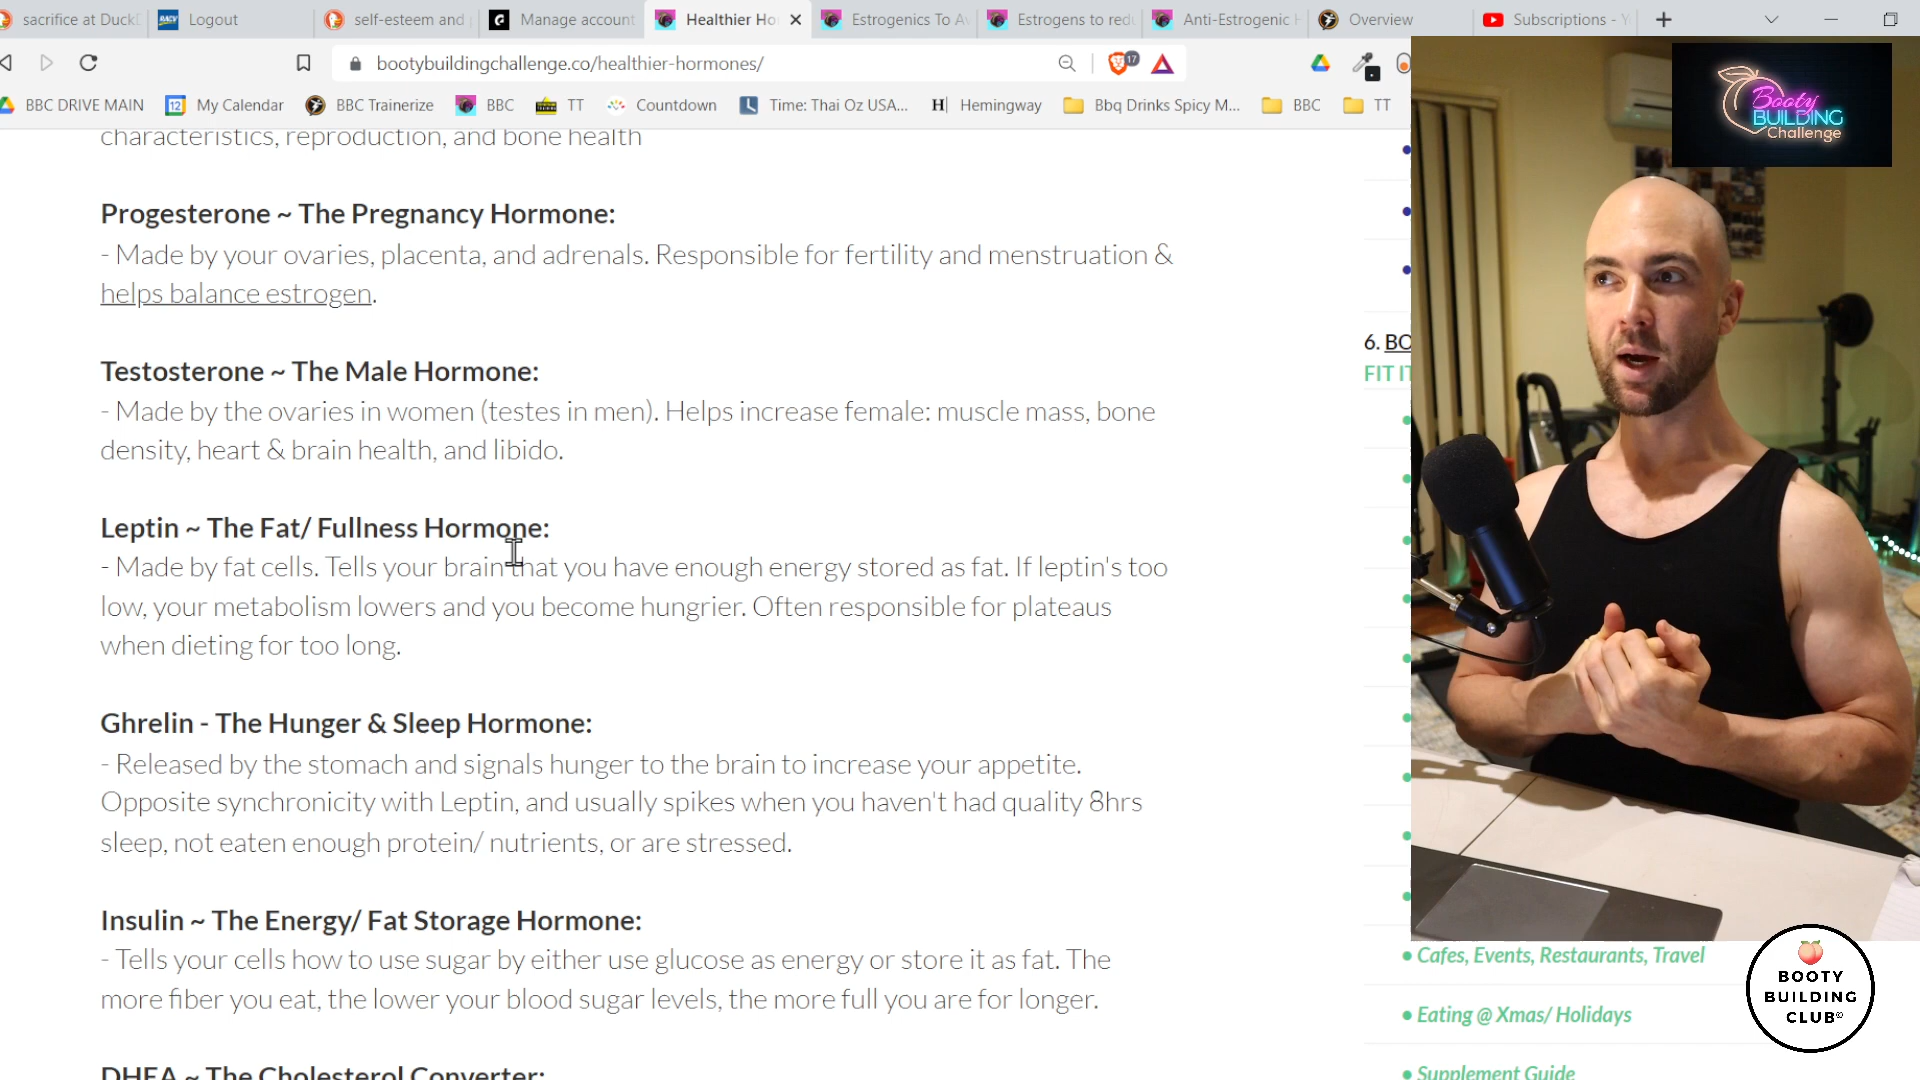 sacrifice at Duck
Logout
self-esteem and
Manage account
Healthier Ho
Estrogenics To A
Estrogens to red
Anti-Estrogenic
Overview
Subscriptions -
bootybuildingchallenge.co/healthier-hormones/
17
BBC DRIVE MAIN
12
My Calendar
BBC Trainerize
BBC
TT
Countdown
Time: Thai Oz USA...
Hemingway
Bbq Drinks Spicy M...
BBC
TT
Booty
BUILDING
Challenge
characteristics, reproduction, and bone health
Progesterone ~ The Pregnancy Hormone:
- Made by your ovaries, placenta, and adrenals. Responsible for fertility and menstruation &
helps balance estrogen.
Testosterone ~ The Male Hormone:
- Made by the ovaries in women (testes in men). Helps increase female: muscle mass, bone
density, heart & brain health, and libido.
Leptin ~ The Fat/ Fullness Hormone:
- Made by fat cells. Tells your brain that you have enough energy stored as fat. If leptin's too
low, your metabolism lowers and you become hungrier. Often responsible for plateaus
when dieting for too long.
Ghrelin - The Hunger & Sleep Hormone:
- Released by the stomach and signals hunger to the brain to increase your appetite.
Opposite synchronicity with Leptin, and usually spikes when you haven't had quality 8hrs
sleep, not eaten enough protein/ nutrients, or are stressed.
Insulin ~ The Energy/ Fat Storage Hormone:
- Tells your cells how to use sugar by either use glucose as energy or store it as fat. The
more fiber you eat, the lower your blood sugar levels, the more full you are for longer.
DHEA ~ The Cholesterol Converter:
6. BO
FIT IT
• Cafes, Events, Restaurants, Travel
• Eating @ Xmas/ Holidays
• Supplement Guide
BOOTY
BUILDING
CLUB©